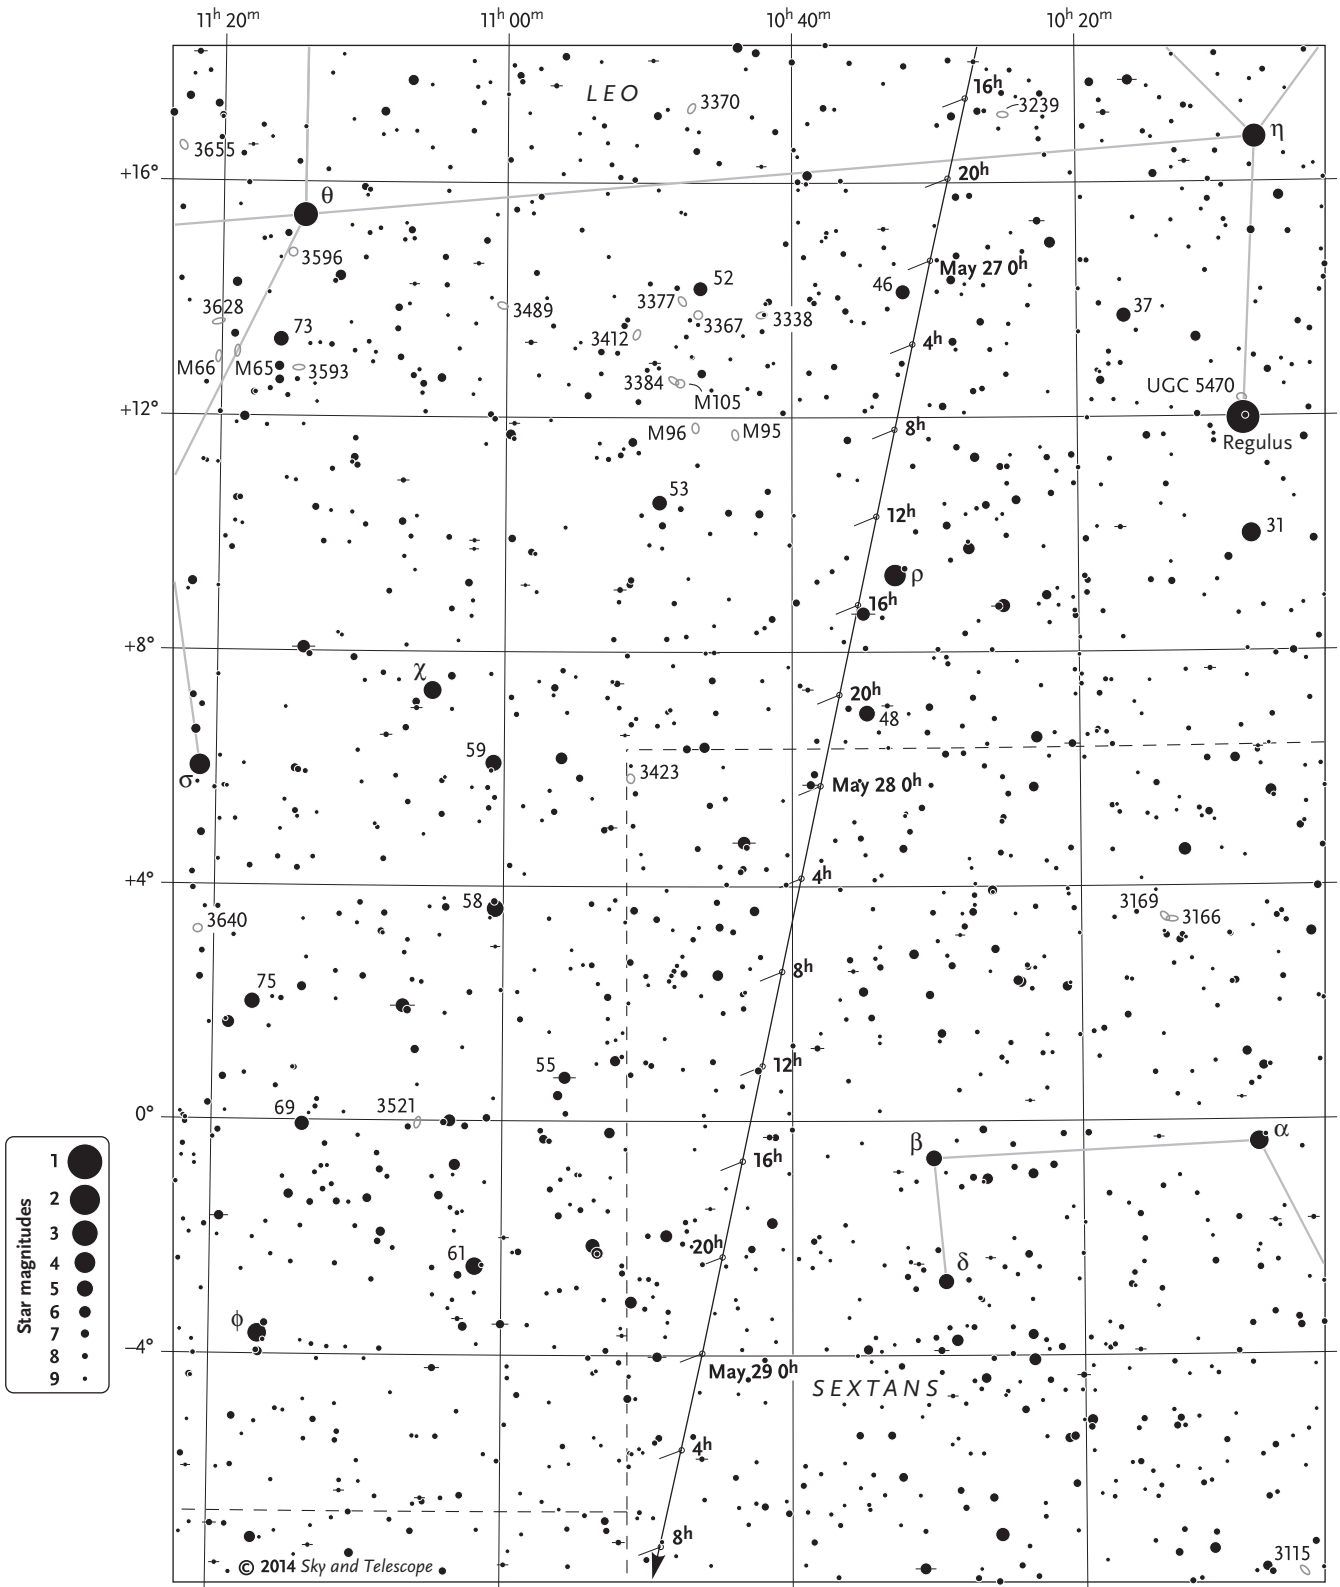 11ʰ 20ᵐ 11ʰ 00ᵐ 10ʰ 40ᵐ 10ʰ 20ᵐ
LEO
16ʰ
3370
3239
η
3655
+16°
20ʰ
θ
3596
May 27 0ʰ
52
46
3628
3377
3489
37
3367
3338
73
3412
4ʰ
M66
M65
3593
3384
UGC 5470
M105
+12°
M96
M95
8ʰ
Regulus
53
12ʰ
31
ρ
16ʰ
+8°
χ
20ʰ
48
59
σ
3423
May 28 0ʰ
+4°
4ʰ
58
3169
3166
3640
8ʰ
75
55
12ʰ
0°
69
3521
β
α
16ʰ
20ʰ
61
δ
ϕ
–4°
May 29 0ʰ
SEXTANS
4ʰ
8ʰ
3115
© 2014 Sky and Telescope
Star magnitudes
1
2
3
4
5
6
7
8
9